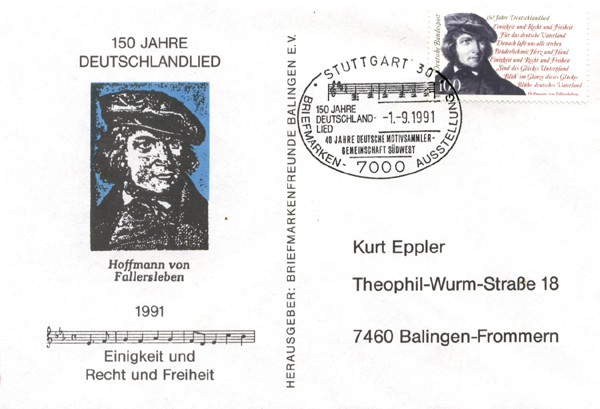 150 JAHRE
DEUTSCHLANDLIED
Hoffmann von
Fallersleben
1991
Einigkeit und
Recht und Freiheit
HERAUSGEBER: BRIEFMARKENFREUNDE BALINGEN E.V.
STUTTGART 30
150 JAHRE
DEUTSCHLAND-
LIED
-1.-9.1991
40 JAHRE DEUTSCHE MOTIVSAMMLER-
GEMEINSCHAFT SÜDWEST
BRIEFMARKEN- AUSSTELLUNG
7000
Deutsche Bundespost
150 Jahre Deutschlandlied
Einigkeit und Recht und Freiheit
Für das deutsche Vaterland
Danach laßt uns alle streben
Brüderlich mit Herz und Hand
Einigkeit und Recht und Freiheit
Sind des Glückes Unterpfand
Blüh' im Glanze dieses Glückes
Blühe deutsches Vaterland
Hoffmann von Fallersleben
Kurt Eppler
Theophil-Wurm-Straße 18
7460 Balingen-Frommern